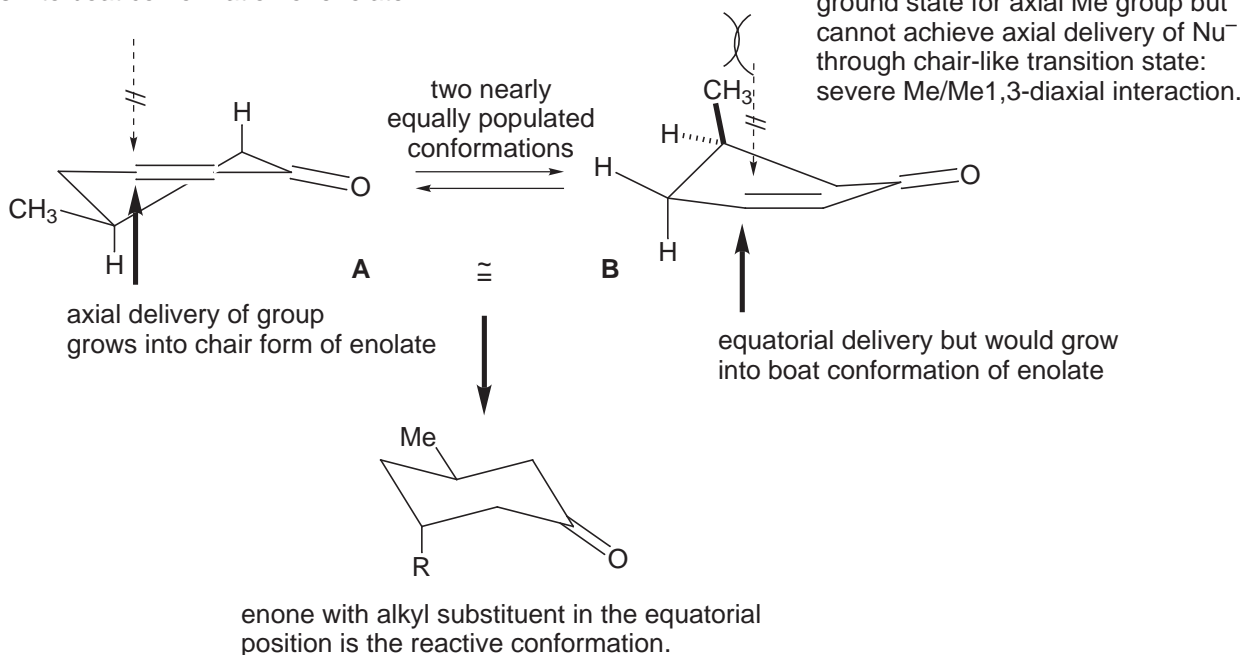 ground state for axial Me group but
cannot achieve axial delivery of Nu⁻
through chair-like transition state:
severe Me/Me1,3-diaxial interaction.
H
CH₃
H
O
A
two nearly
equally populated
conformations
≅
CH₃
H
H
H
O
B
axial delivery of group
grows into chair form of enolate
equatorial delivery but would grow
into boat conformation of enolate
Me
R
O
enone with alkyl substituent in the equatorial
position is the reactive conformation.